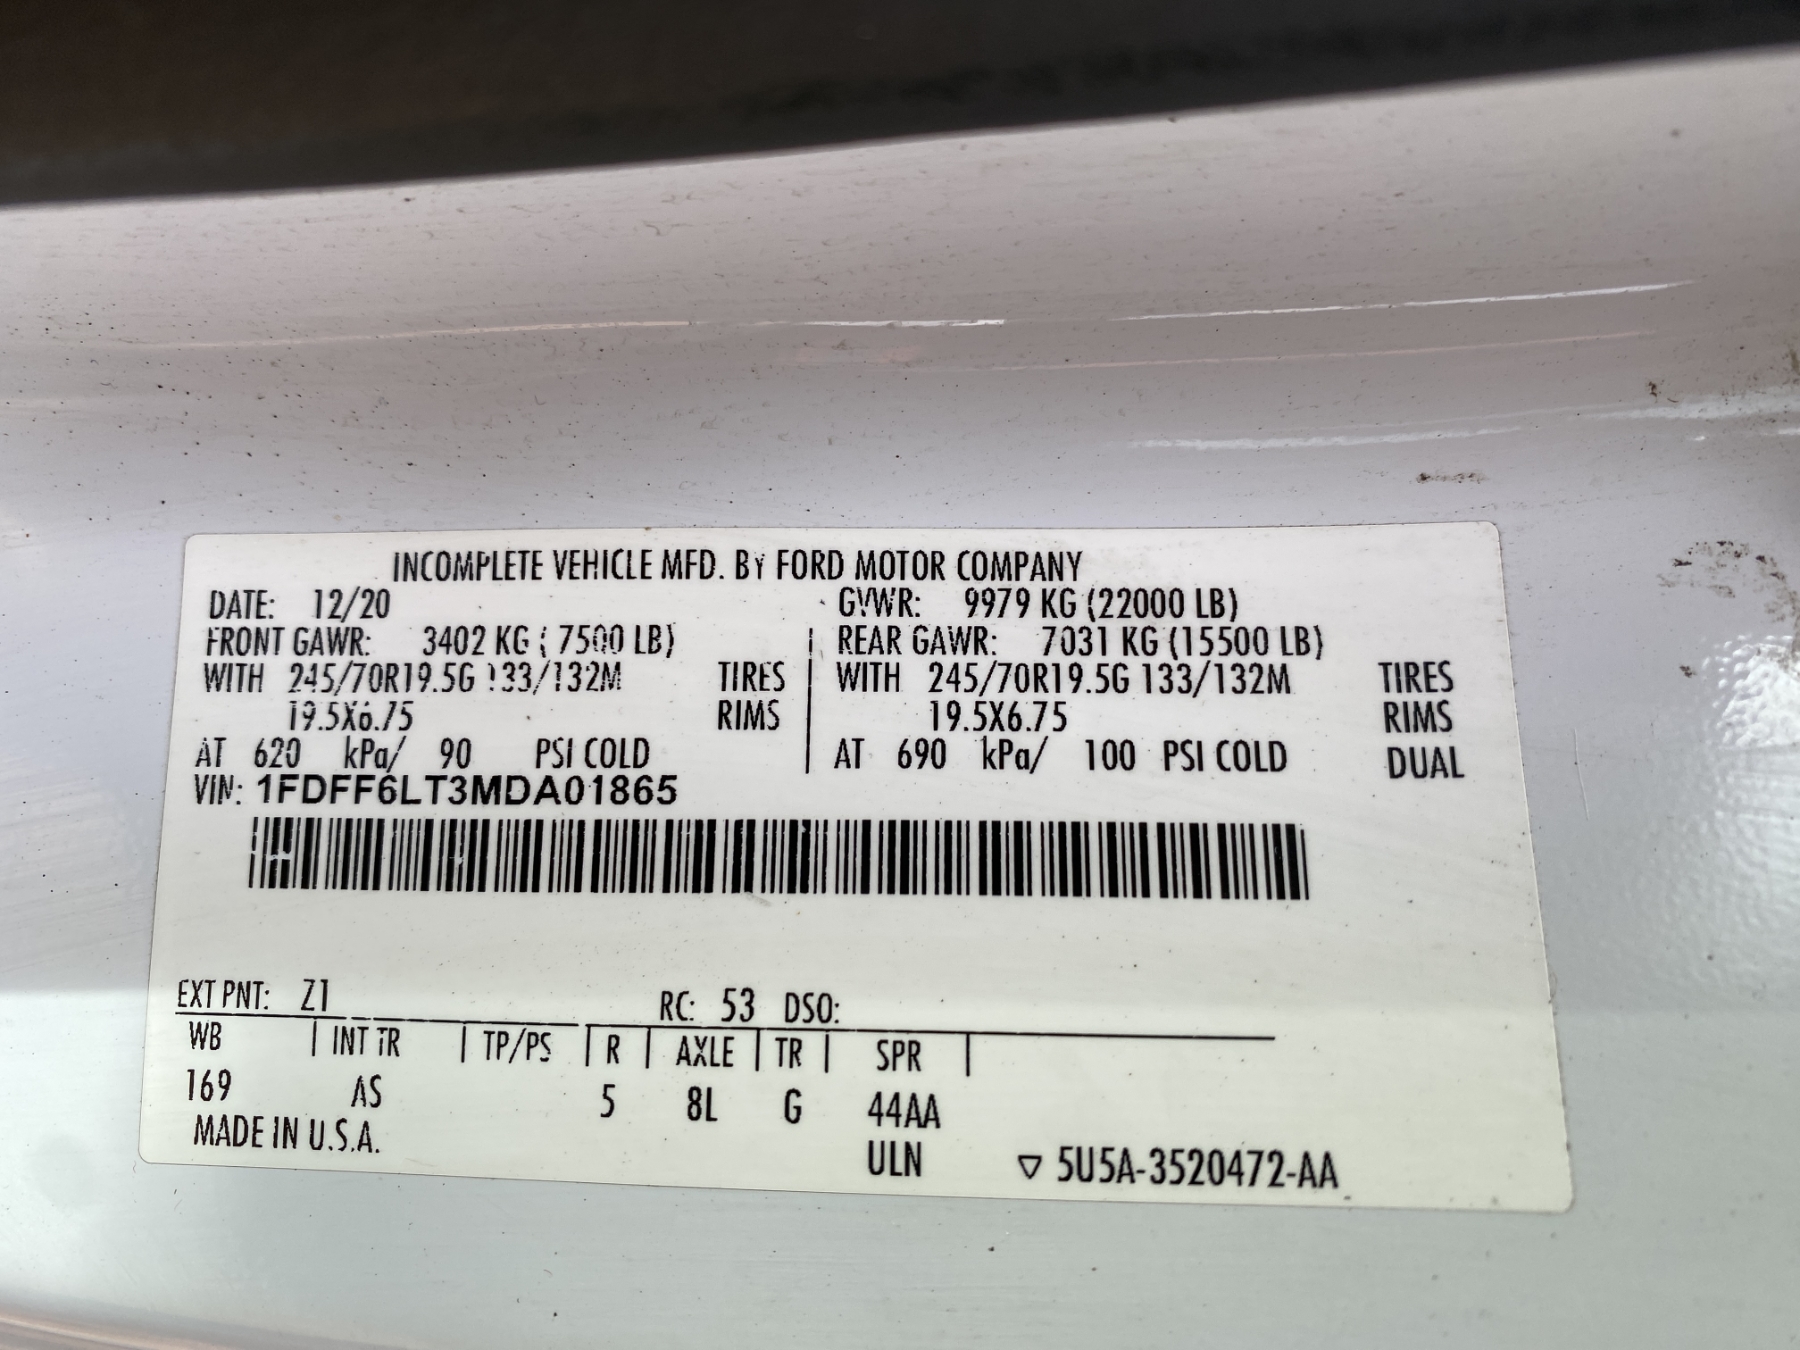 INCOMPLETE VEHICLE MFD. BY FORD MOTOR COMPANY
DATE: 12/20 GVWR: 9979 KG (22000 LB)
FRONT GAWR: 3402 KG ( 7500 LB) REAR GAWR: 7031 KG (15500 LB)
WITH 245/70R19.5G 133/132M TIRES WITH 245/70R19.5G 133/132M TIRES
19.5X6.75 RIMS 19.5X6.75 RIMS
AT 620 kPa/ 90 PSI COLD AT 690 kPa/ 100 PSI COLD DUAL
VIN: 1FDFF6LT3MDA01865
EXT PNT: Z1 RC: 53 DSO:
WB INT TR TP/PS R AXLE TR SPR
169 AS 5 8L G 44AA
MADE IN U.S.A. ULN ▽ 5U5A-3520472-AA